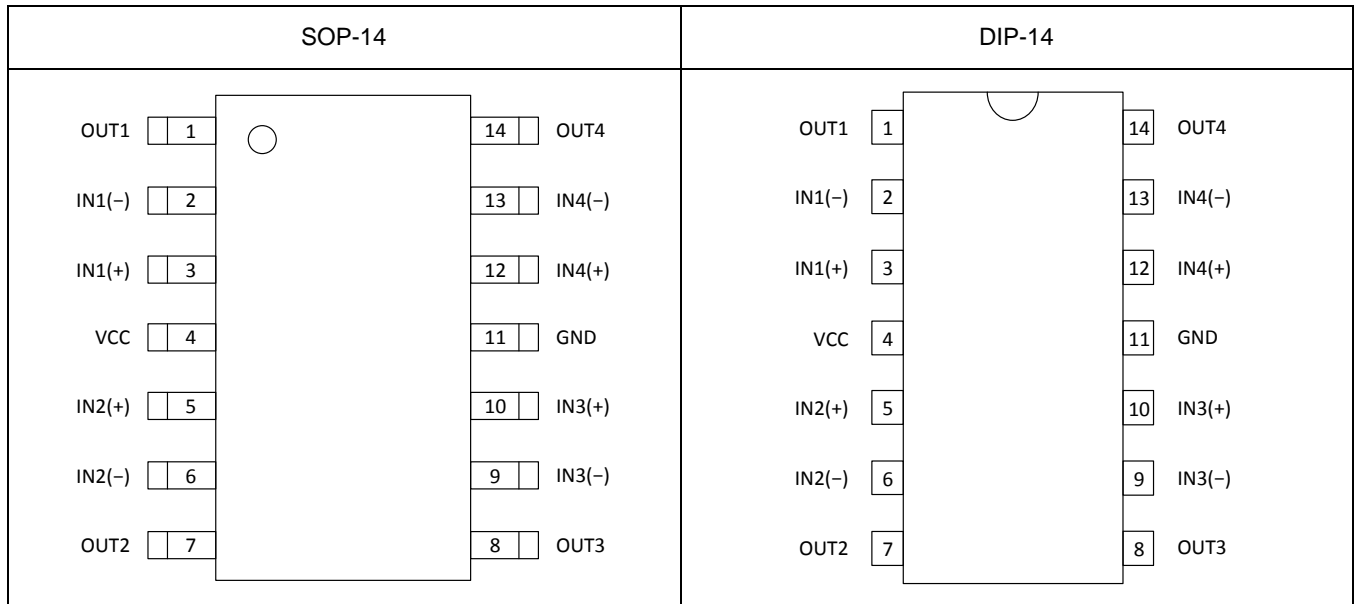 SOP-14
DIP-14
OUT1 1 14 OUT4
IN1(−) 2 13 IN4(−)
IN1(+) 3 12 IN4(+)
VCC 4 11 GND
IN2(+) 5 10 IN3(+)
IN2(−) 6 9 IN3(−)
OUT2 7 8 OUT3
OUT1 1 14 OUT4
IN1(−) 2 13 IN4(−)
IN1(+) 3 12 IN4(+)
VCC 4 11 GND
IN2(+) 5 10 IN3(+)
IN2(−) 6 9 IN3(−)
OUT2 7 8 OUT3